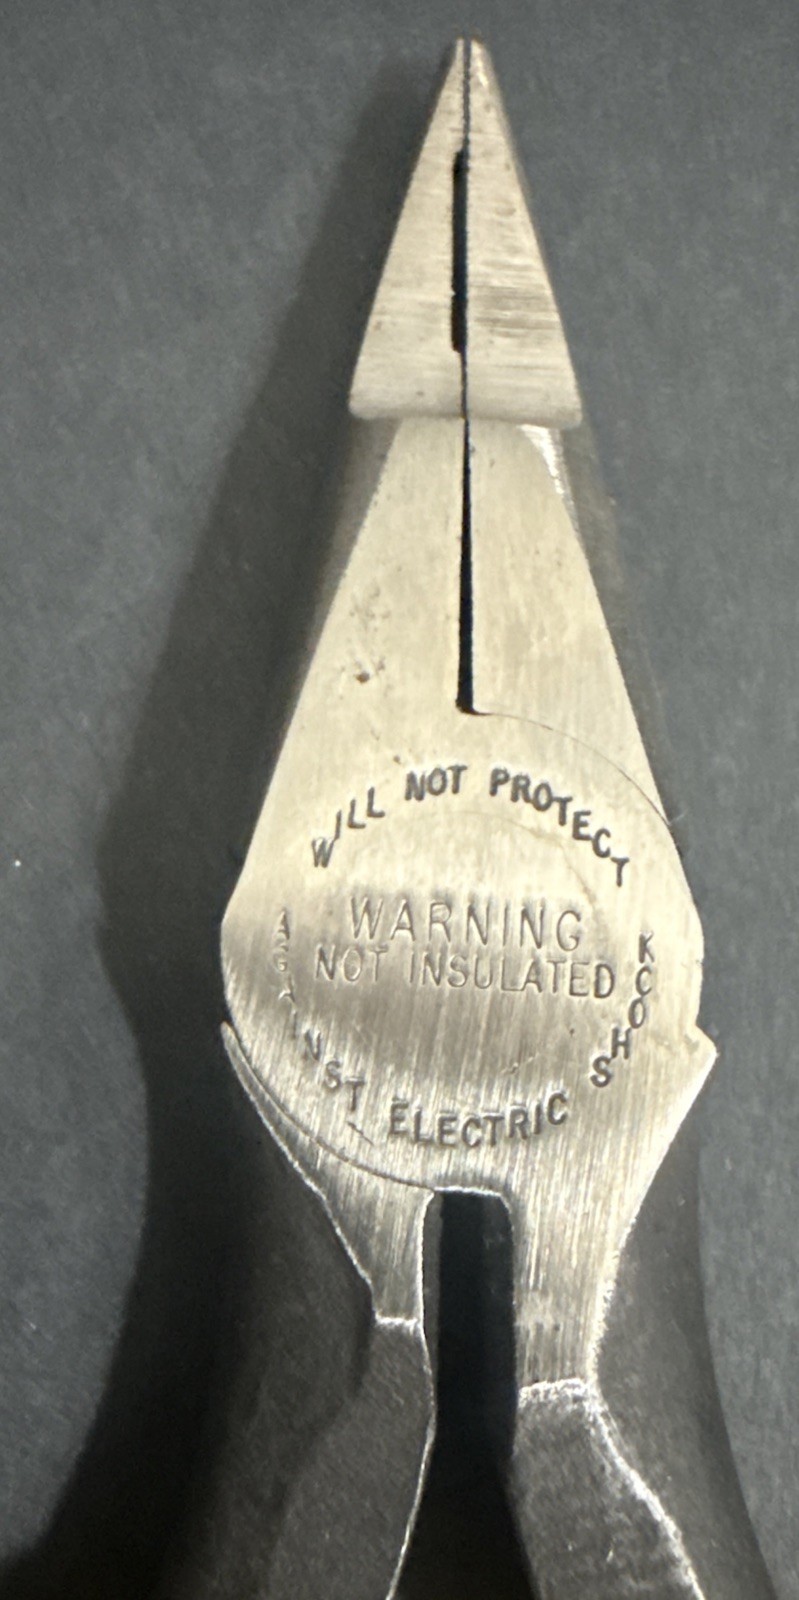 WILL NOT PROTECT
WARNING
NOT INSULATED
AGAINST ELECTRIC SHOCK